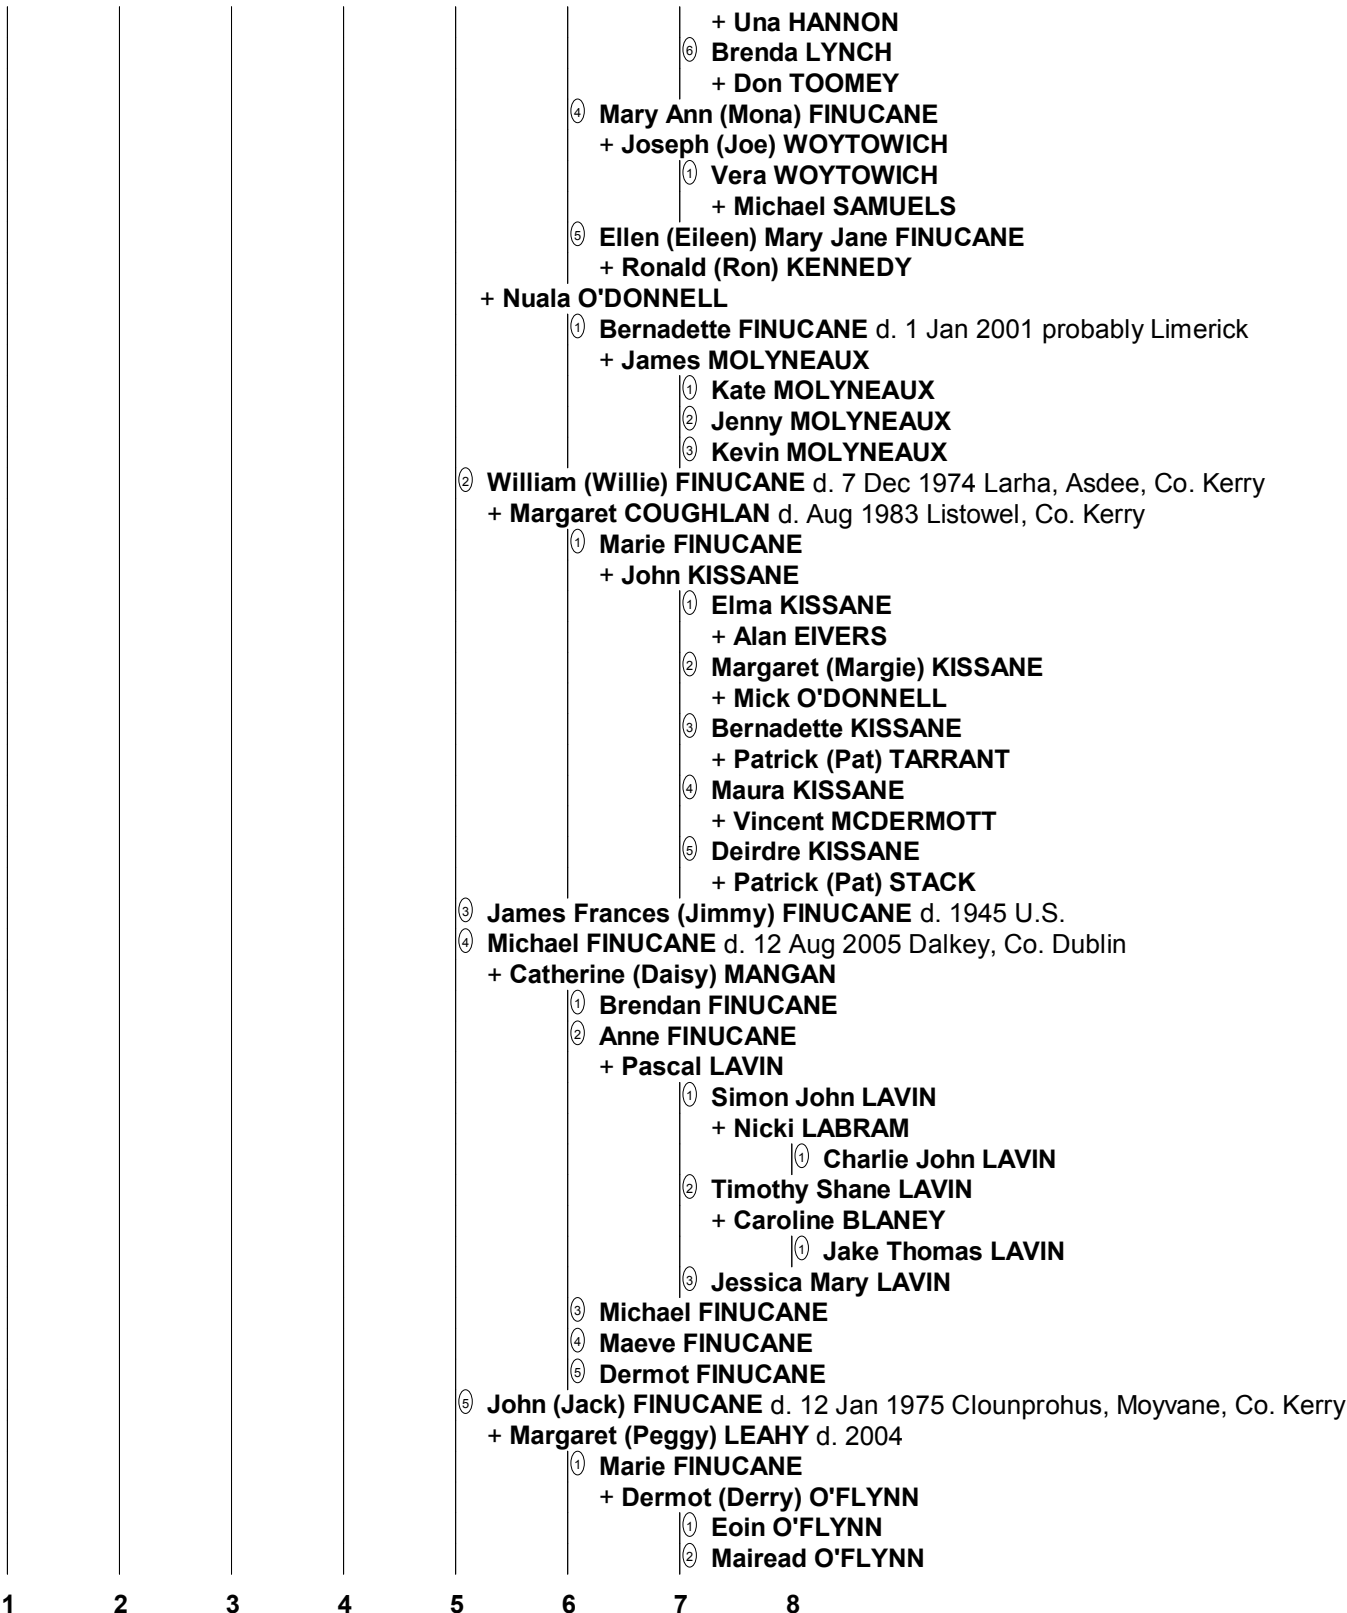 + Una HANNON
6 Brenda LYNCH
+ Don TOOMEY
4 Mary Ann (Mona) FINUCANE
+ Joseph (Joe) WOYTOWICH
1 Vera WOYTOWICH
+ Michael SAMUELS
5 Ellen (Eileen) Mary Jane FINUCANE
+ Ronald (Ron) KENNEDY
+ Nuala O'DONNELL
1 Bernadette FINUCANE d. 1 Jan 2001 probably Limerick
+ James MOLYNEAUX
1 Kate MOLYNEAUX
2 Jenny MOLYNEAUX
3 Kevin MOLYNEAUX
2 William (Willie) FINUCANE d. 7 Dec 1974 Larha, Asdee, Co. Kerry
+ Margaret COUGHLAN d. Aug 1983 Listowel, Co. Kerry
1 Marie FINUCANE
+ John KISSANE
1 Elma KISSANE
+ Alan EIVERS
2 Margaret (Margie) KISSANE
+ Mick O'DONNELL
3 Bernadette KISSANE
+ Patrick (Pat) TARRANT
4 Maura KISSANE
+ Vincent MCDERMOTT
5 Deirdre KISSANE
+ Patrick (Pat) STACK
3 James Frances (Jimmy) FINUCANE d. 1945 U.S.
4 Michael FINUCANE d. 12 Aug 2005 Dalkey, Co. Dublin
+ Catherine (Daisy) MANGAN
1 Brendan FINUCANE
2 Anne FINUCANE
+ Pascal LAVIN
1 Simon John LAVIN
+ Nicki LABRAM
1 Charlie John LAVIN
2 Timothy Shane LAVIN
+ Caroline BLANEY
1 Jake Thomas LAVIN
3 Jessica Mary LAVIN
3 Michael FINUCANE
4 Maeve FINUCANE
5 Dermot FINUCANE
5 John (Jack) FINUCANE d. 12 Jan 1975 Clounprohus, Moyvane, Co. Kerry
+ Margaret (Peggy) LEAHY d. 2004
1 Marie FINUCANE
+ Dermot (Derry) O'FLYNN
1 Eoin O'FLYNN
2 Mairead O'FLYNN
1 2 3 4 5 6 7 8